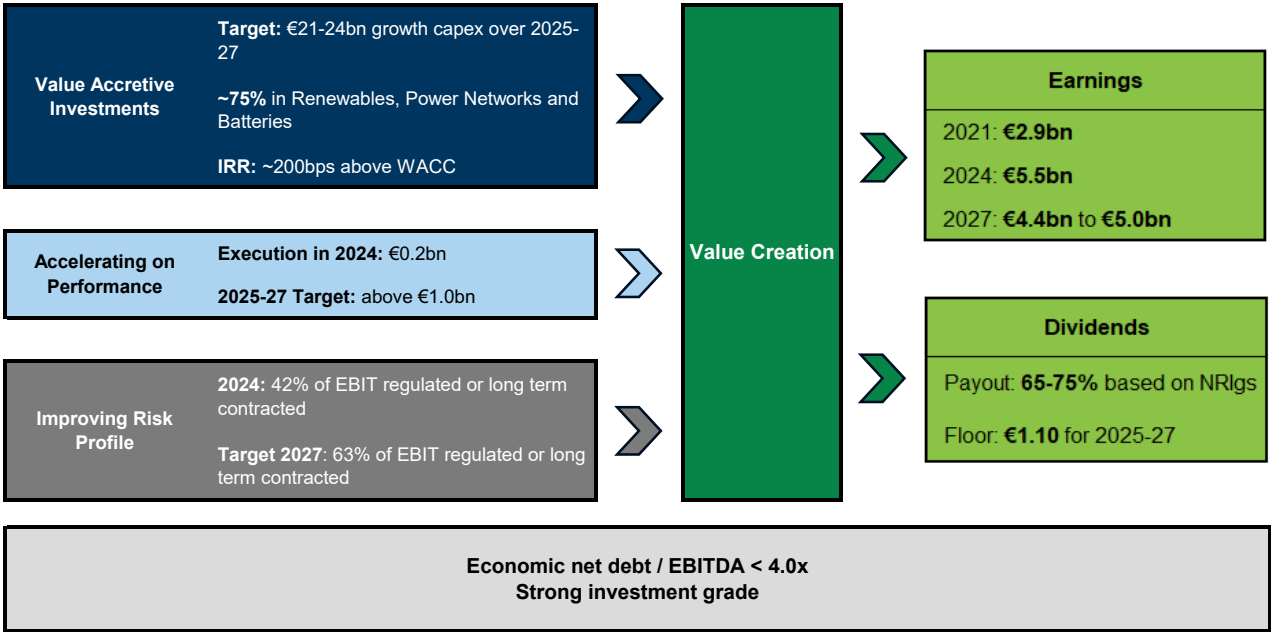 Value Accretive
Investments
Target: €21-24bn growth capex over 2025-
27
~75% in Renewables, Power Networks and
Batteries
IRR: ~200bps above WACC
Accelerating on
Performance
Execution in 2024: €0.2bn
2025-27 Target: above €1.0bn
Improving Risk
Profile
2024: 42% of EBIT regulated or long term
contracted
Target 2027: 63% of EBIT regulated or long
term contracted
Value Creation
Earnings
2021: €2.9bn
2024: €5.5bn
2027: €4.4bn to €5.0bn
Dividends
Payout: 65-75% based on NRIgs
Floor: €1.10 for 2025-27
Economic net debt / EBITDA < 4.0x
Strong investment grade